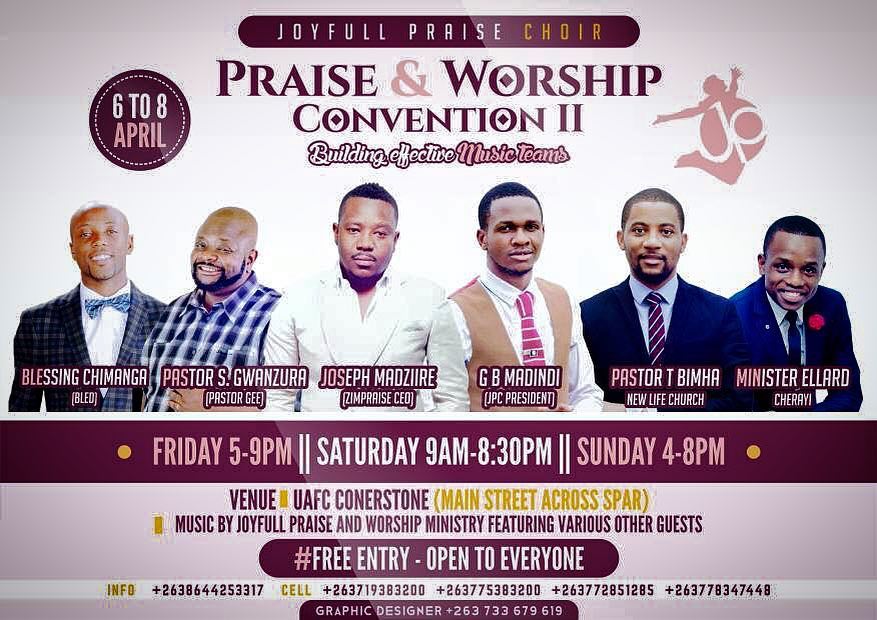 JOYFULL PRAISE CHOIR
PRAISE & WORSHIP
CONVENTION II
Building effective Music teams
6 TO 8
APRIL
JP
BLESSING CHIMANGA
(BLED)
PASTOR S. GWANZURA
(PASTOR GEE)
JOSEPH MADZIIRE
(ZIMPRAISE CEO)
G B MADINDI
(JPC PRESIDENT)
PASTOR T BIMHA
NEW LIFE CHURCH
MINISTER ELLARD
CHERAYI
FRIDAY 5-9PM || SATURDAY 9AM-8:30PM || SUNDAY 4-8PM
VENUE UAFC CONERSTONE (MAIN STREET ACROSS SPAR)
MUSIC BY JOYFULL PRAISE AND WORSHIP MINISTRY FEATURING VARIOUS OTHER GUESTS
#FREE ENTRY - OPEN TO EVERYONE
INFO +2638644253317 CELL +263719383200 +263775383200 +263772851285 +263778347448
GRAPHIC DESIGNER +263 733 679 619